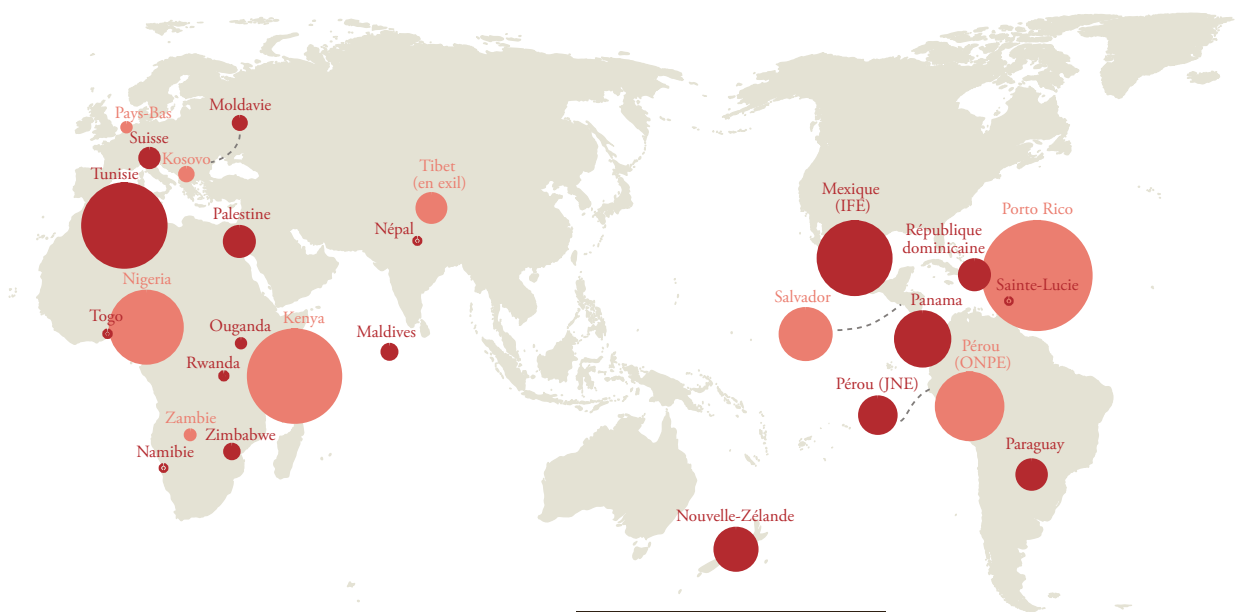 Pays-Bas
Moldavie
Suisse
Kosovo
Tunisie
Tibet
(en exil)
Palestine
Népal
Nigeria
Togo
Ouganda
Kenya
Maldives
Rwanda
Zambie
Zimbabwe
Namibie
Nouvelle-Zélande
Mexique
(IFE)
Porto Rico
République
dominicaine
Sainte-Lucie
Salvador
Panama
Pérou
(ONPE)
Pérou (JNE)
Paraguay